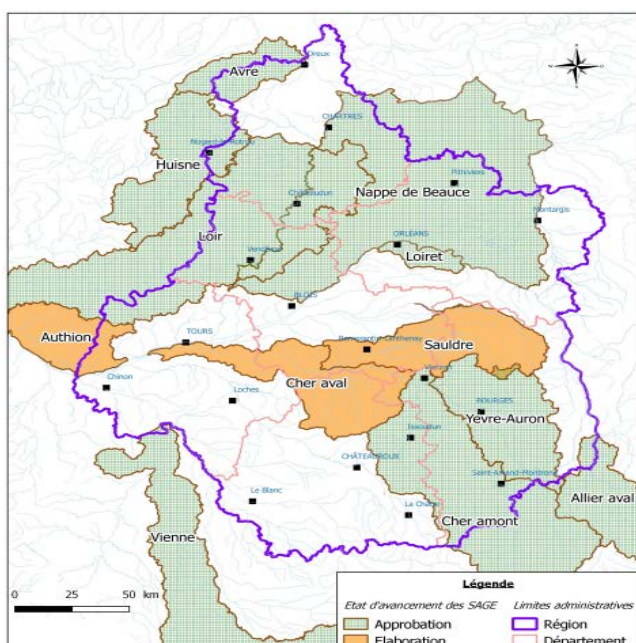 Dreux
Avre
CHARTRES
Nogent-le-Rotrou
Huisne
Pithiviers
Châteaudun
Nappe de Beauce
Montargis
Loir
ORLEANS
Vendôme
Loiret
BLOIS
Authion
TOURS
Romorantin-Lanthenay
Sauldre
Chinon
Cher aval
Vierzon
Loches
BOURGES
Yevre-Auron
Issoudun
CHÂTEAUROUX
Saint-Amand-Montrond
Le Blanc
Allier aval
La Chatre
Cher amont
Vienne
Légende
Etat d'avancement des SAGE Limites administratives
0 25 50 km
Approbation Région
Elaboration Département